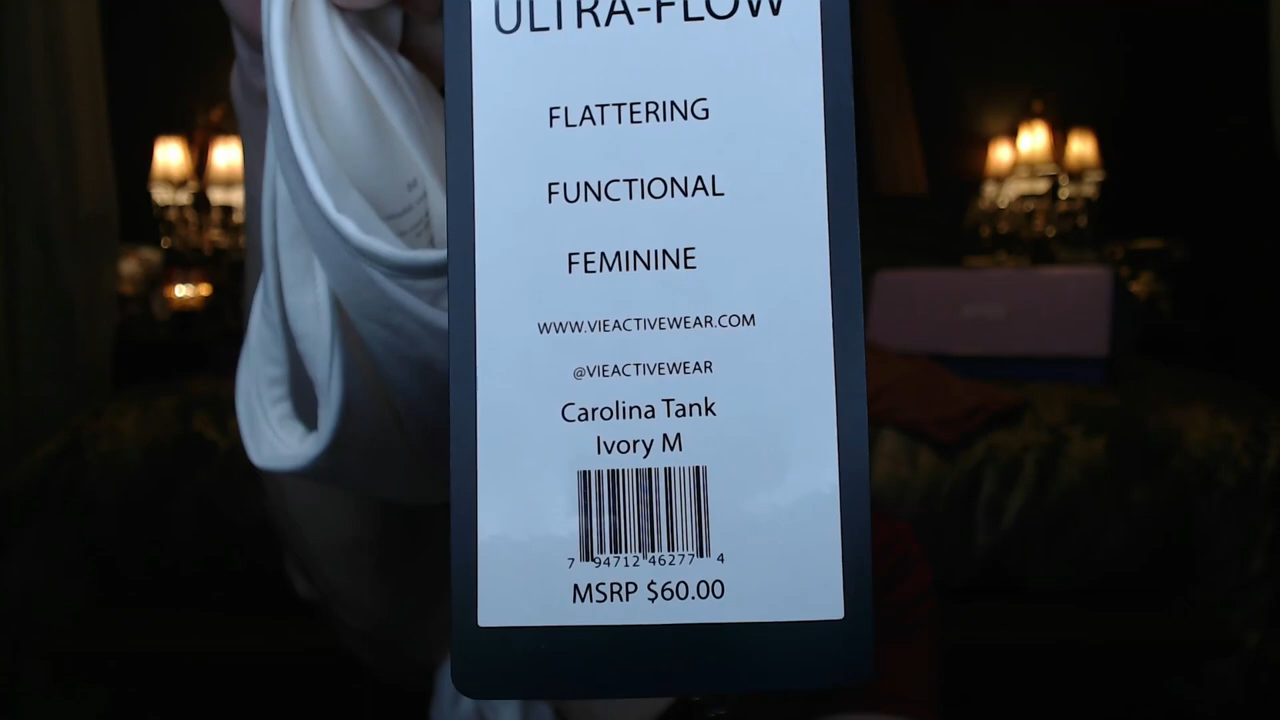 ULTRA-FLOW
FLATTERING
FUNCTIONAL
FEMININE
WWW.VIEACTIVEWEAR.COM
@VIEACTIVEWEAR
Carolina Tank
Ivory M
7 94712 46277 4
MSRP $60.00